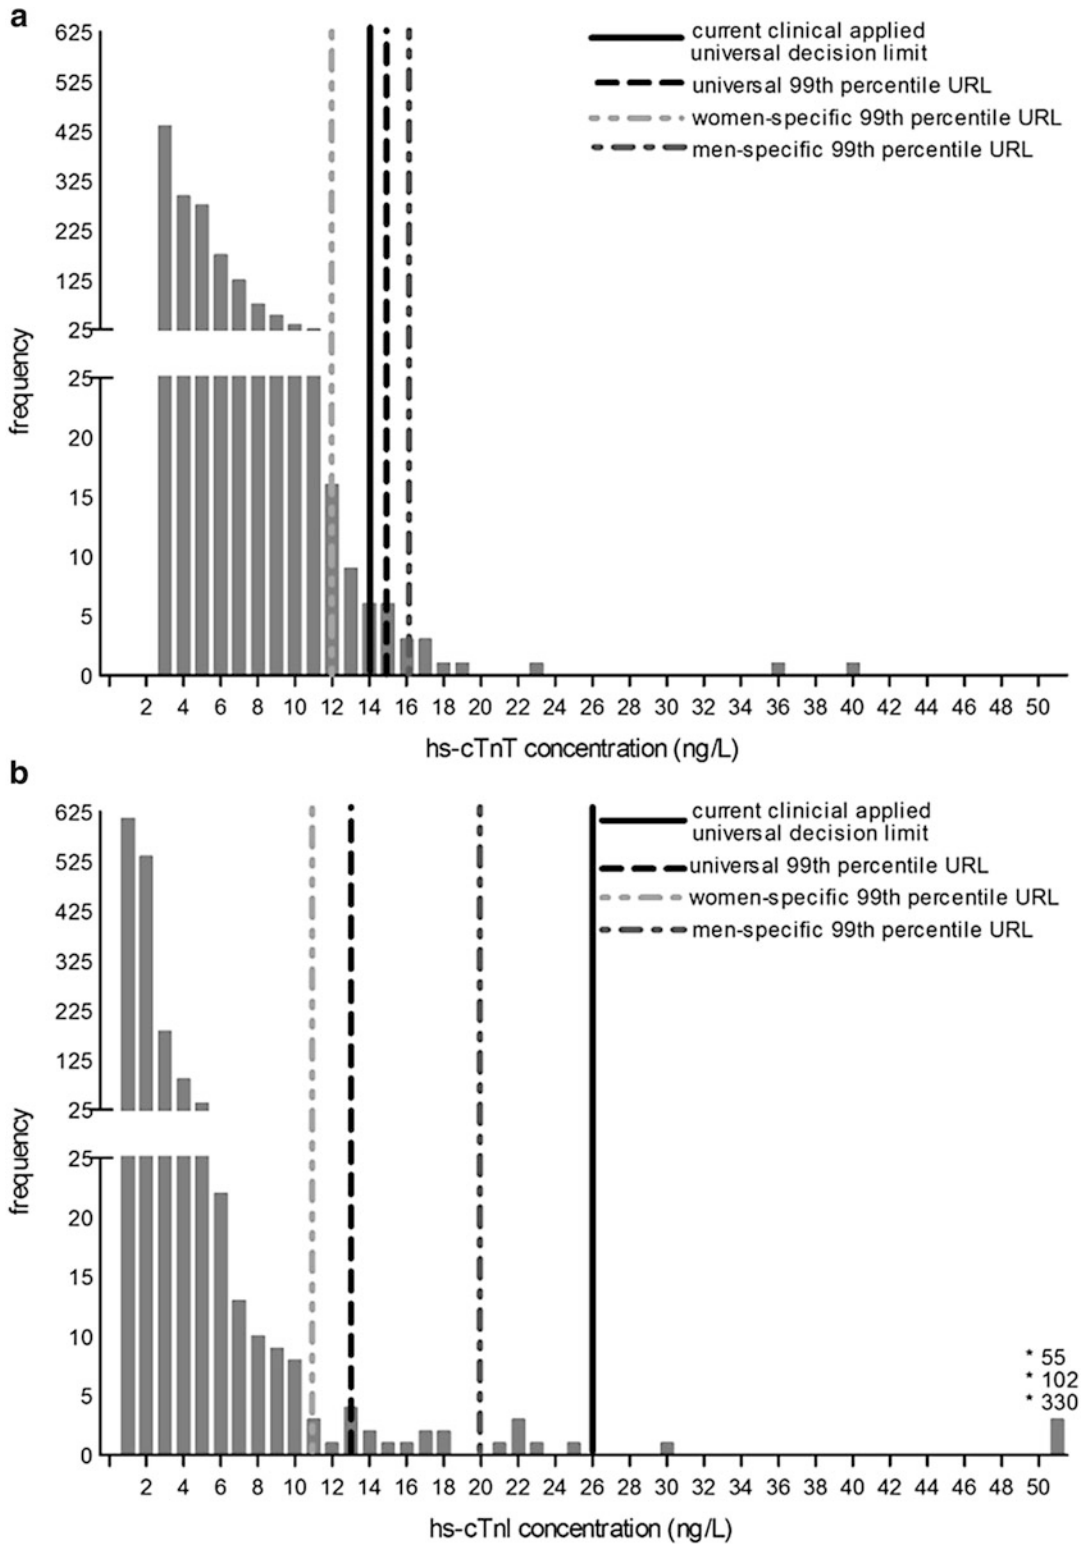 a
625
525
425
325
225
125
25
25
20
15
10
5
0
frequency
current clinical applied
universal decision limit
universal 99th percentile URL
women-specific 99th percentile URL
men-specific 99th percentile URL
2 4 6 8 10 12 14 16 18 20 22 24 26 28 30 32 34 36 38 40 42 44 46 48 50
hs-cTnT concentration (ng/L)
b
625
525
425
325
225
125
25
25
20
15
10
5
0
frequency
current clinicial applied
universal decision limit
universal 99th percentile URL
women-specific 99th percentile URL
men-specific 99th percentile URL
* 55
* 102
* 330
2 4 6 8 10 12 14 16 18 20 22 24 26 28 30 32 34 36 38 40 42 44 46 48 50
hs-cTnI concentration (ng/L)